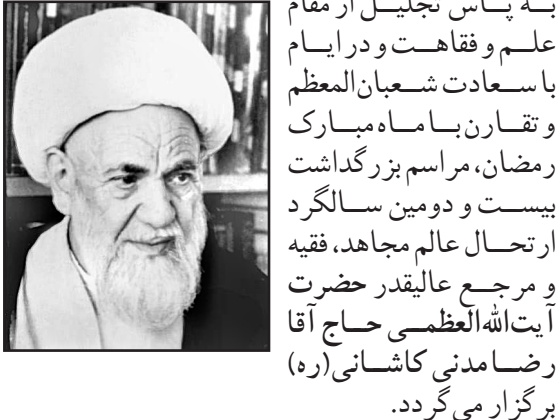 به پاس تجلیل از مقام
علم و فقاهت و در ایام
با سعادت شعبان‌المعظم
و تقارن با ماه مبارک
رمضان، مراسم بزرگداشت
بیست و دومین سالگرد
ارتحال عالم مجاهد، فقیه
و مرجع عالیقدر حضرت
آیت‌الله‌العظمی حاج آقا
رضا مدنی کاشانی (ره)
برگزار می‌گردد.